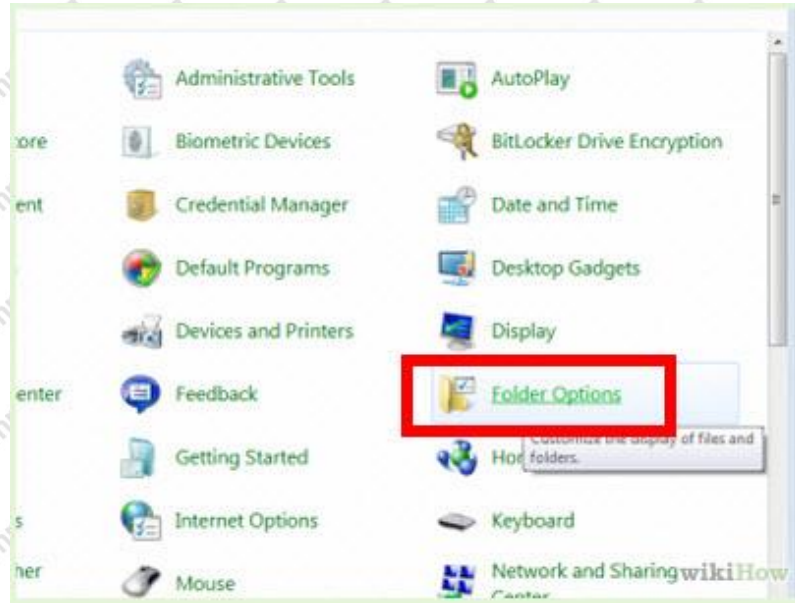 Administrative Tools
AutoPlay
ore
Biometric Devices
BitLocker Drive Encryption
ent
Credential Manager
Date and Time
Default Programs
Desktop Gadgets
Devices and Printers
Display
enter
Feedback
Folder Options
Customize the display of files and
folders.
Getting Started
Ho
s
Internet Options
Keyboard
her
Mouse
Network and Sharing
Center
wikiHow